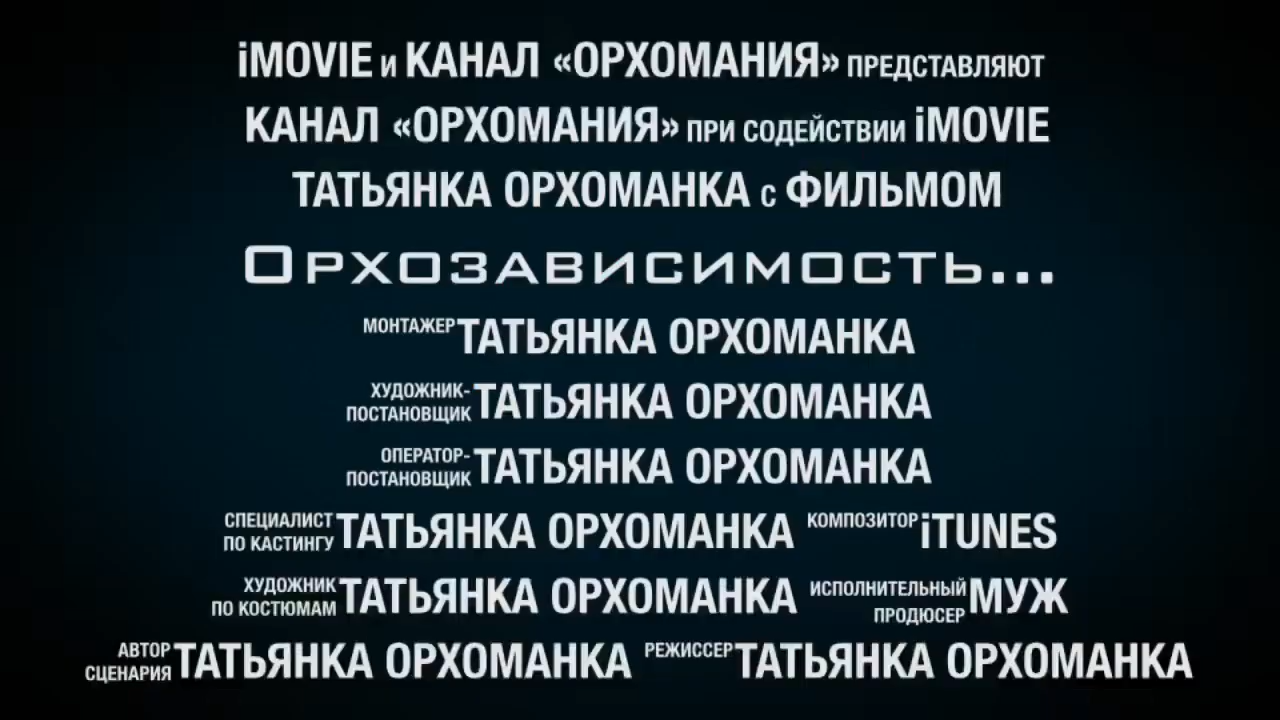 iMOVIE и КАНАЛ «ОРХОМАНИЯ» ПРЕДСТАВЛЯЮТ
КАНАЛ «ОРХОМАНИЯ» ПРИ СОДЕЙСТВИИ iMOVIE
ТАТЬЯНКА ОРХОМАНКА С ФИЛЬМОМ
ОРХОЗАВИСИМОСТЬ...
МОНТАЖЕР ТАТЬЯНКА ОРХОМАНКА
ХУДОЖНИК-ПОСТАНОВЩИК ТАТЬЯНКА ОРХОМАНКА
ОПЕРАТОР-ПОСТАНОВЩИК ТАТЬЯНКА ОРХОМАНКА
СПЕЦИАЛИСТ ПО КАСТИНГУ ТАТЬЯНКА ОРХОМАНКА КОМПОЗИТОР iTUNES
ХУДОЖНИК ПО КОСТЮМАМ ТАТЬЯНКА ОРХОМАНКА ИСПОЛНИТЕЛЬНЫЙ ПРОДЮСЕР МУЖ
АВТОР СЦЕНАРИЯ ТАТЬЯНКА ОРХОМАНКА РЕЖИССЕР ТАТЬЯНКА ОРХОМАНКА